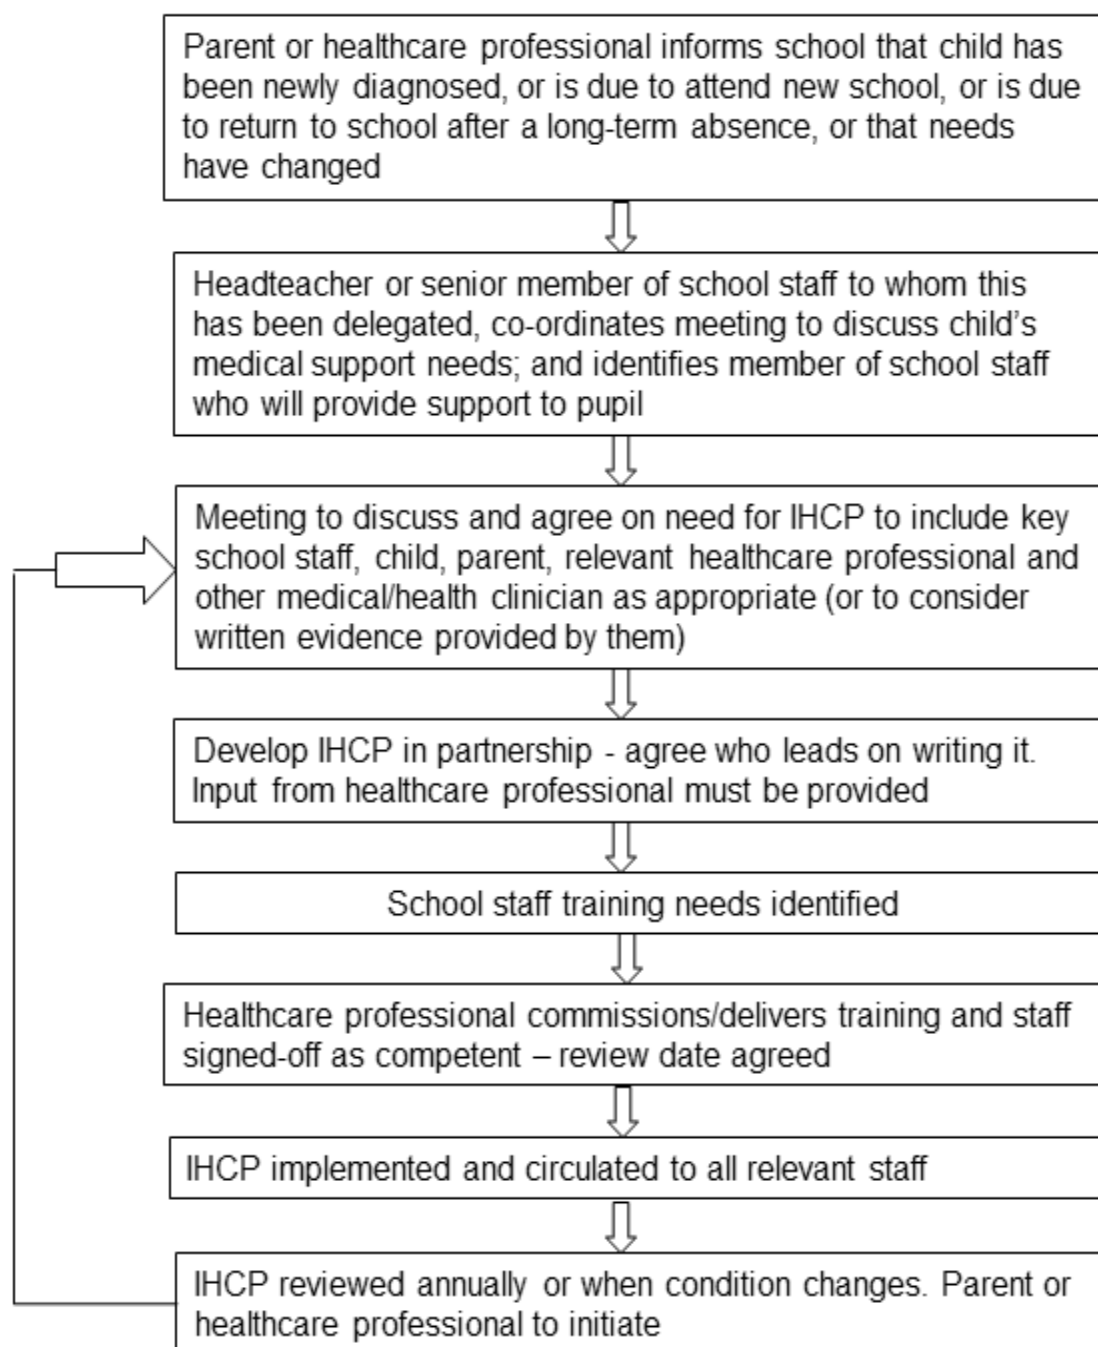 Parent or healthcare professional informs school that child has
been newly diagnosed, or is due to attend new school, or is due
to return to school after a long-term absence, or that needs
have changed
Headteacher or senior member of school staff to whom this
has been delegated, co-ordinates meeting to discuss child's
medical support needs; and identifies member of school staff
who will provide support to pupil
Meeting to discuss and agree on need for IHCP to include key
school staff, child, parent, relevant healthcare professional and
other medical/health clinician as appropriate (or to consider
written evidence provided by them)
Develop IHCP in partnership - agree who leads on writing it.
Input from healthcare professional must be provided
School staff training needs identified
Healthcare professional commissions/delivers training and staff
signed-off as competent – review date agreed
IHCP implemented and circulated to all relevant staff
IHCP reviewed annually or when condition changes. Parent or
healthcare professional to initiate